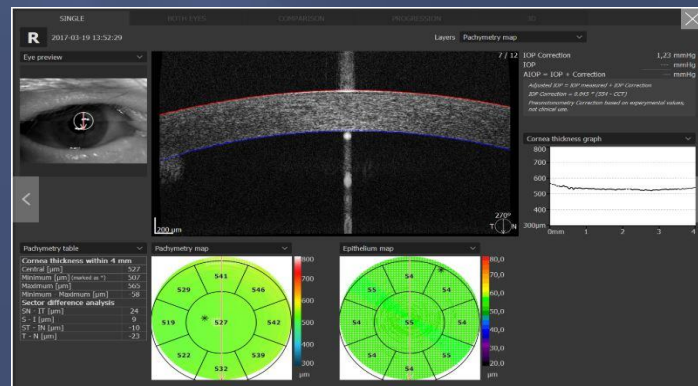 SINGLE
BOTH EYES
COMPARISON
PROGRESSION
3D
R 2017-03-19 13:52:29
Layers Pachymetry map
Eye preview
7 / 12
IOP Correction 1,23 mmHg
IOP --- mmHg
AIOP = IOP + Correction --- mmHg
Adjusted IOP = IOP measured + IOP Correction
IOP Correction = 0.045 * (554 - CCT)
Pneumotonometry Correction based on experimental values,
not clinical use.
200 µm
270°
T N
Cornea thickness graph
800
700
600
500
400
300µm
0mm 1 2 3 4
Pachymetry table
Cornea thickness within 4 mm
Central [µm] 527
Minimum [µm] (marked as *) 507
Maximum [µm] 565
Minimum - Maximum [µm] -58
Sector difference analysis
SN - IT [µm] 24
S - I [µm] 9
ST - IN [µm] -10
T - N [µm] -23
Pachymetry map
541
529 546
519 * 527 542
522 539
532
800
700
600
500
400
300
µm
Epithelium map
54 *
55 54
54 55 54
54 54
55
80,0
70,0
60,0
50,0
40,0
30,0
20,0
µm